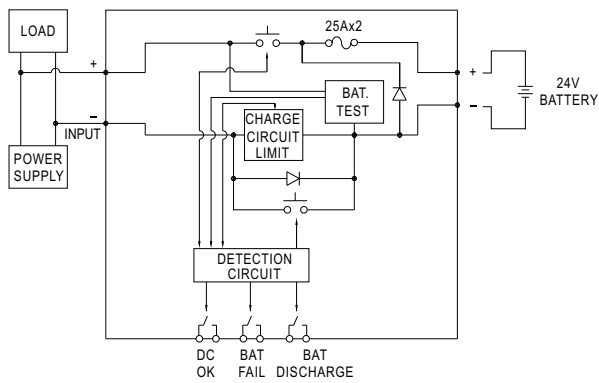 LOAD
+
−
INPUT
POWER
SUPPLY
25Ax2
BAT.
TEST
CHARGE
CIRCUIT
LIMIT
+
−
24V
BATTERY
DETECTION
CIRCUIT
DC
OK
BAT
FAIL
BAT
DISCHARGE